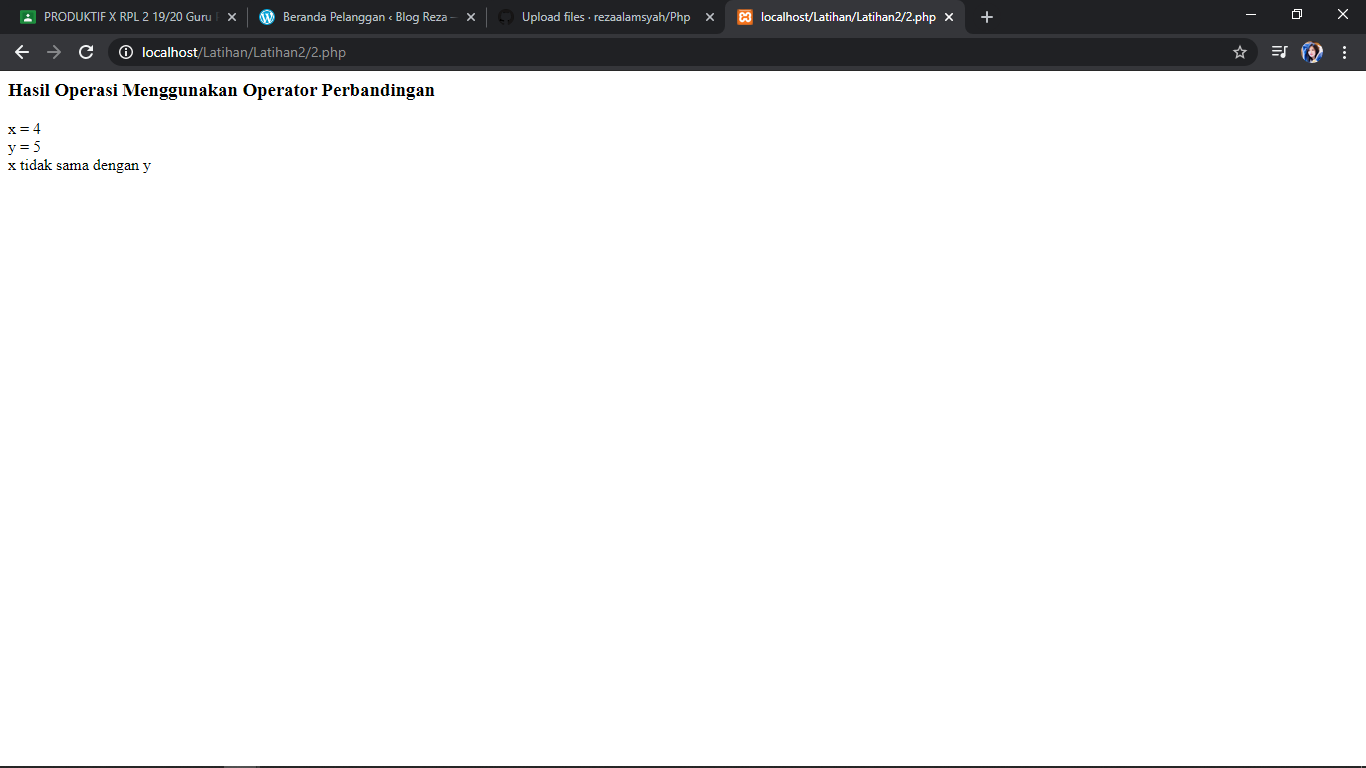 PRODUKTIF X RPL 2 19/20 Guru
Beranda Pelanggan ‹ Blog Reza —
Upload files · rezaalamsyah/Php
localhost/Latihan/Latihan2/2.php
localhost/Latihan/Latihan2/2.php
Hasil Operasi Menggunakan Operator Perbandingan
x = 4
y = 5
x tidak sama dengan y